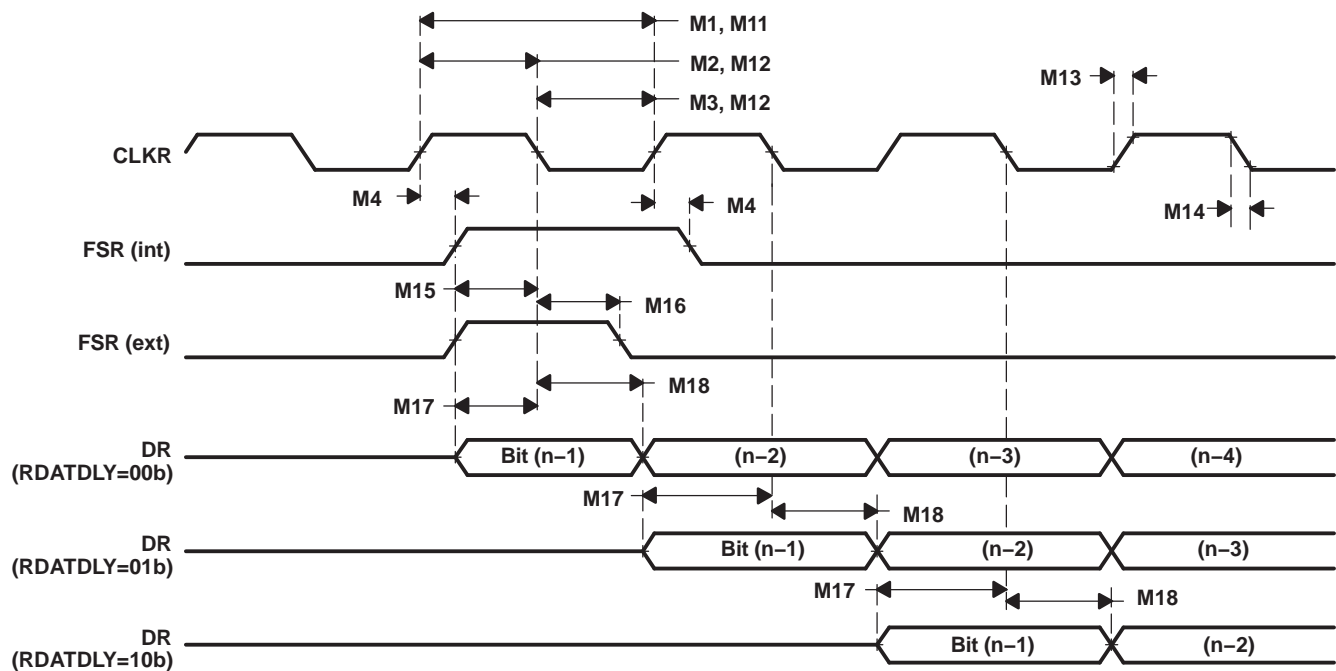 M1, M11
M2, M12
M13
M3, M12
CLKR
M4
M4
M14
FSR (int)
M15
M16
FSR (ext)
M18
M17
DR
(RDATDLY=00b)
Bit (n−1)
(n−2)
(n−3)
(n−4)
M17
M18
DR
(RDATDLY=01b)
Bit (n−1)
(n−2)
(n−3)
M17
M18
DR
(RDATDLY=10b)
Bit (n−1)
(n−2)